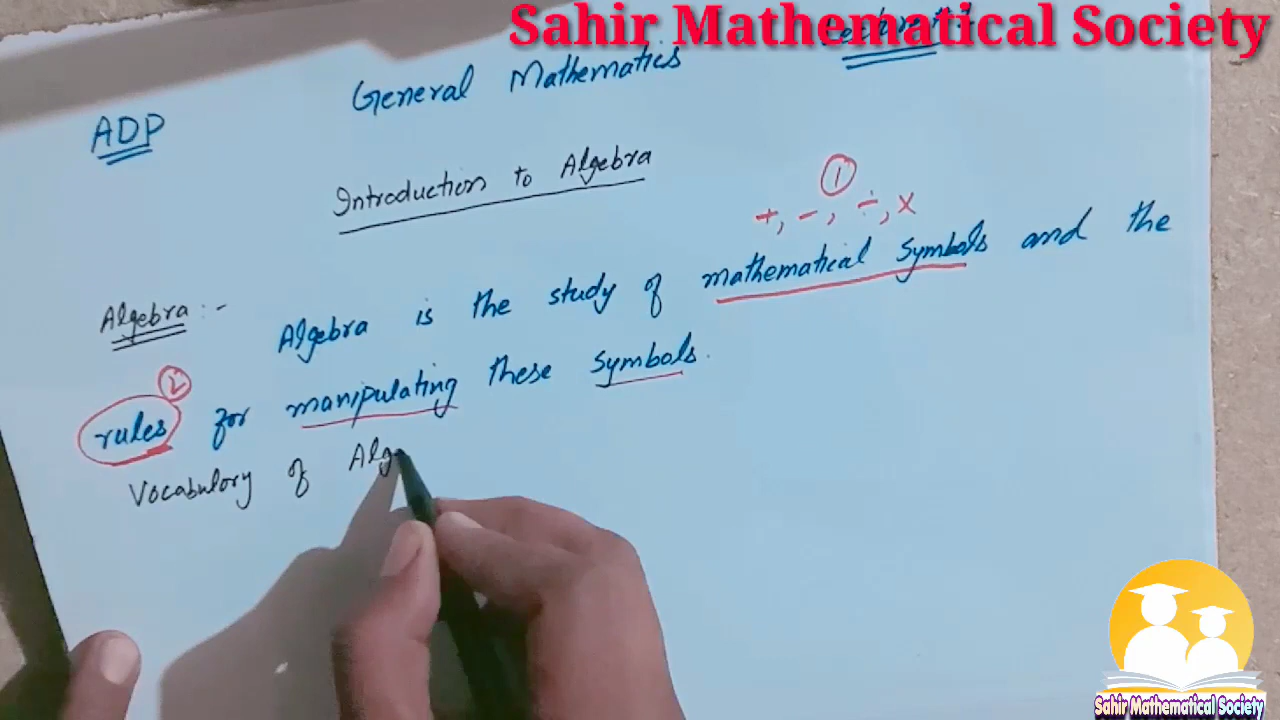 Sahir Mathematical Society
General Mathematics
ADP
Introduction to Algebra
①
+, -, ÷, x
Algebra :- Algebra is the study of mathematical symbols and the
②
rules for manipulating these symbols.
Vocabulory of Alg
Sahir Mathematical Society